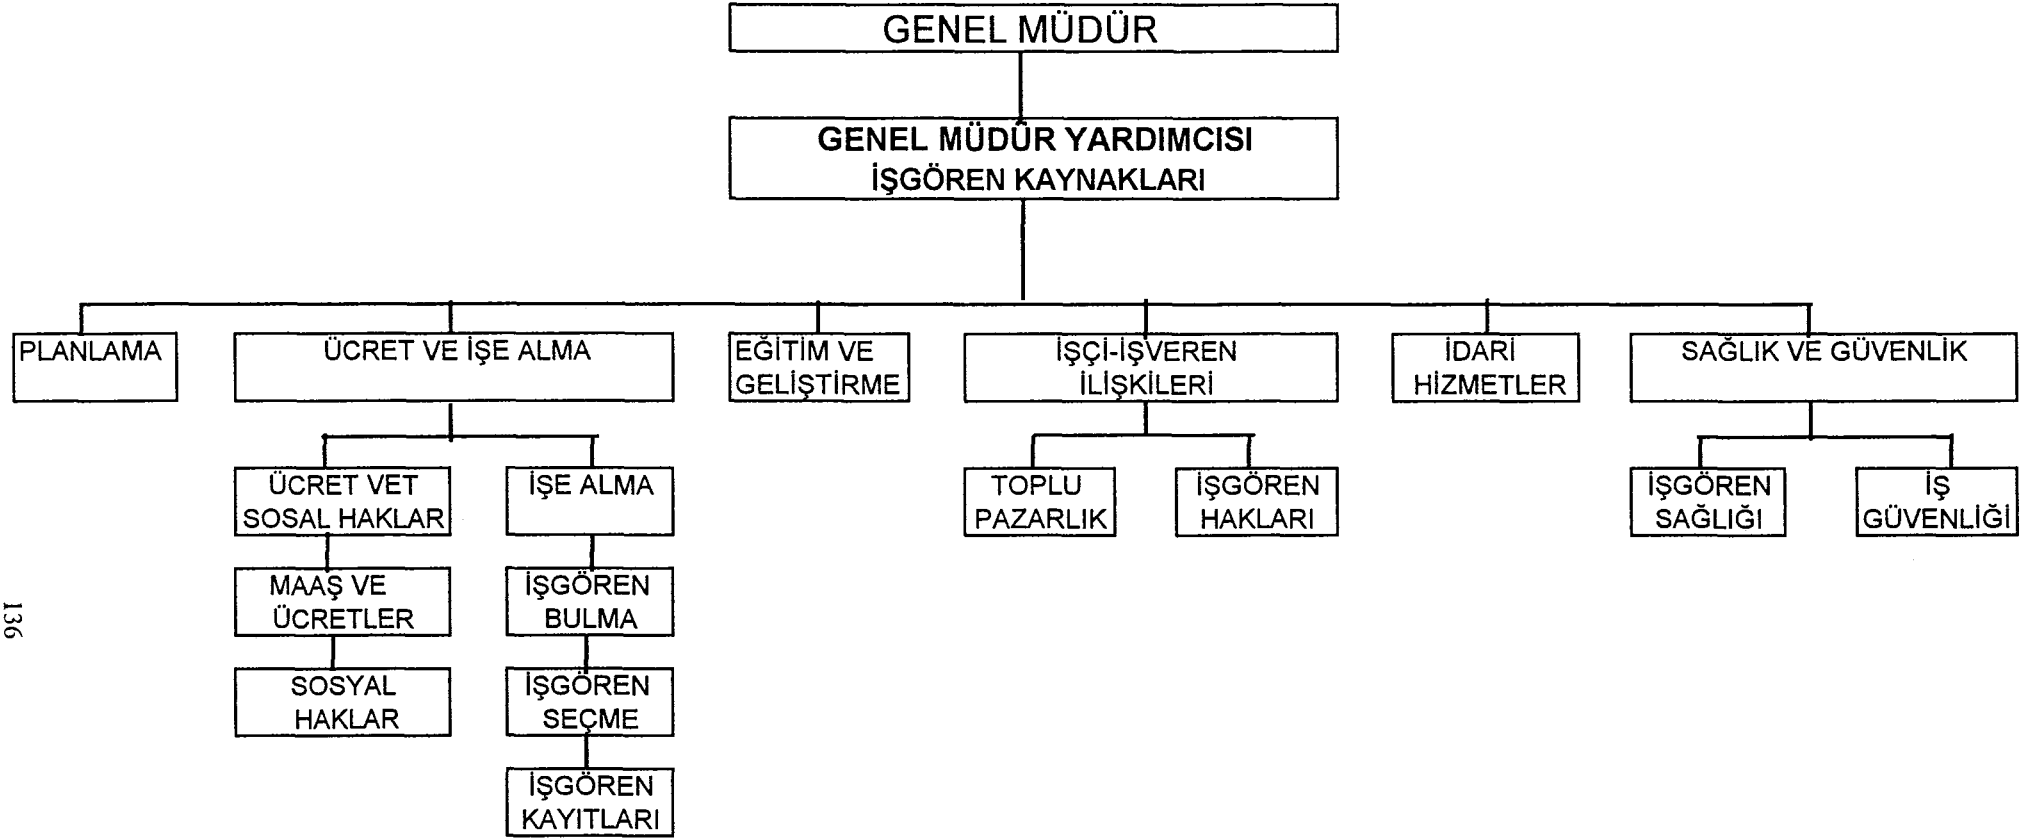 GENEL MÜDÜR
GENEL MÜDÜR YARDIMCISI
İŞGÖREN KAYNAKLARI
PLANLAMA
ÜCRET VE İŞE ALMA
EĞİTİM VE
GELİŞTİRME
İŞÇİ-İŞVEREN
İLİŞKİLERİ
İDARİ
HİZMETLER
SAĞLIK VE GÜVENLİK
ÜCRET VET
SOSAL HAKLAR
İŞE ALMA
TOPLU
PAZARLIK
İŞGÖREN
HAKLARI
İŞGÖREN
SAĞLIĞI
İŞ
GÜVENLİĞİ
MAAŞ VE
ÜCRETLER
İŞGÖREN
BULMA
SOSYAL
HAKLAR
İŞGÖREN
SEÇME
İŞGÖREN
KAYITLARI
136